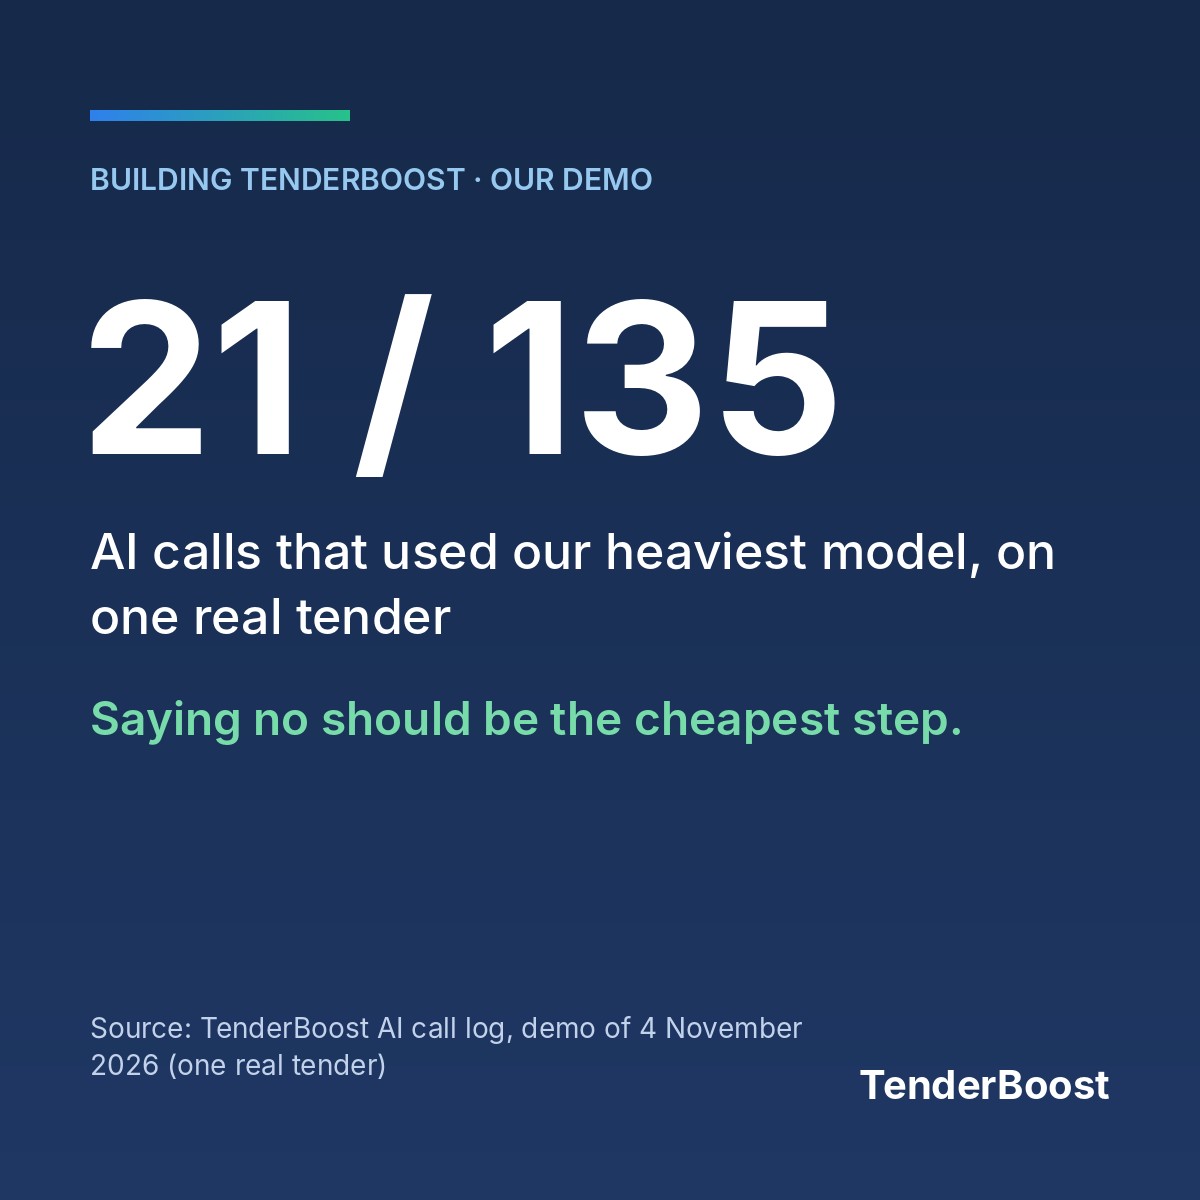 BUILDING TENDERBOOST · OUR DEMO
21 / 135
AI calls that used our heaviest model, on
one real tender
Saying no should be the cheapest step.
Source: TenderBoost AI call log, demo of 4 November
2026 (one real tender)
TenderBoost